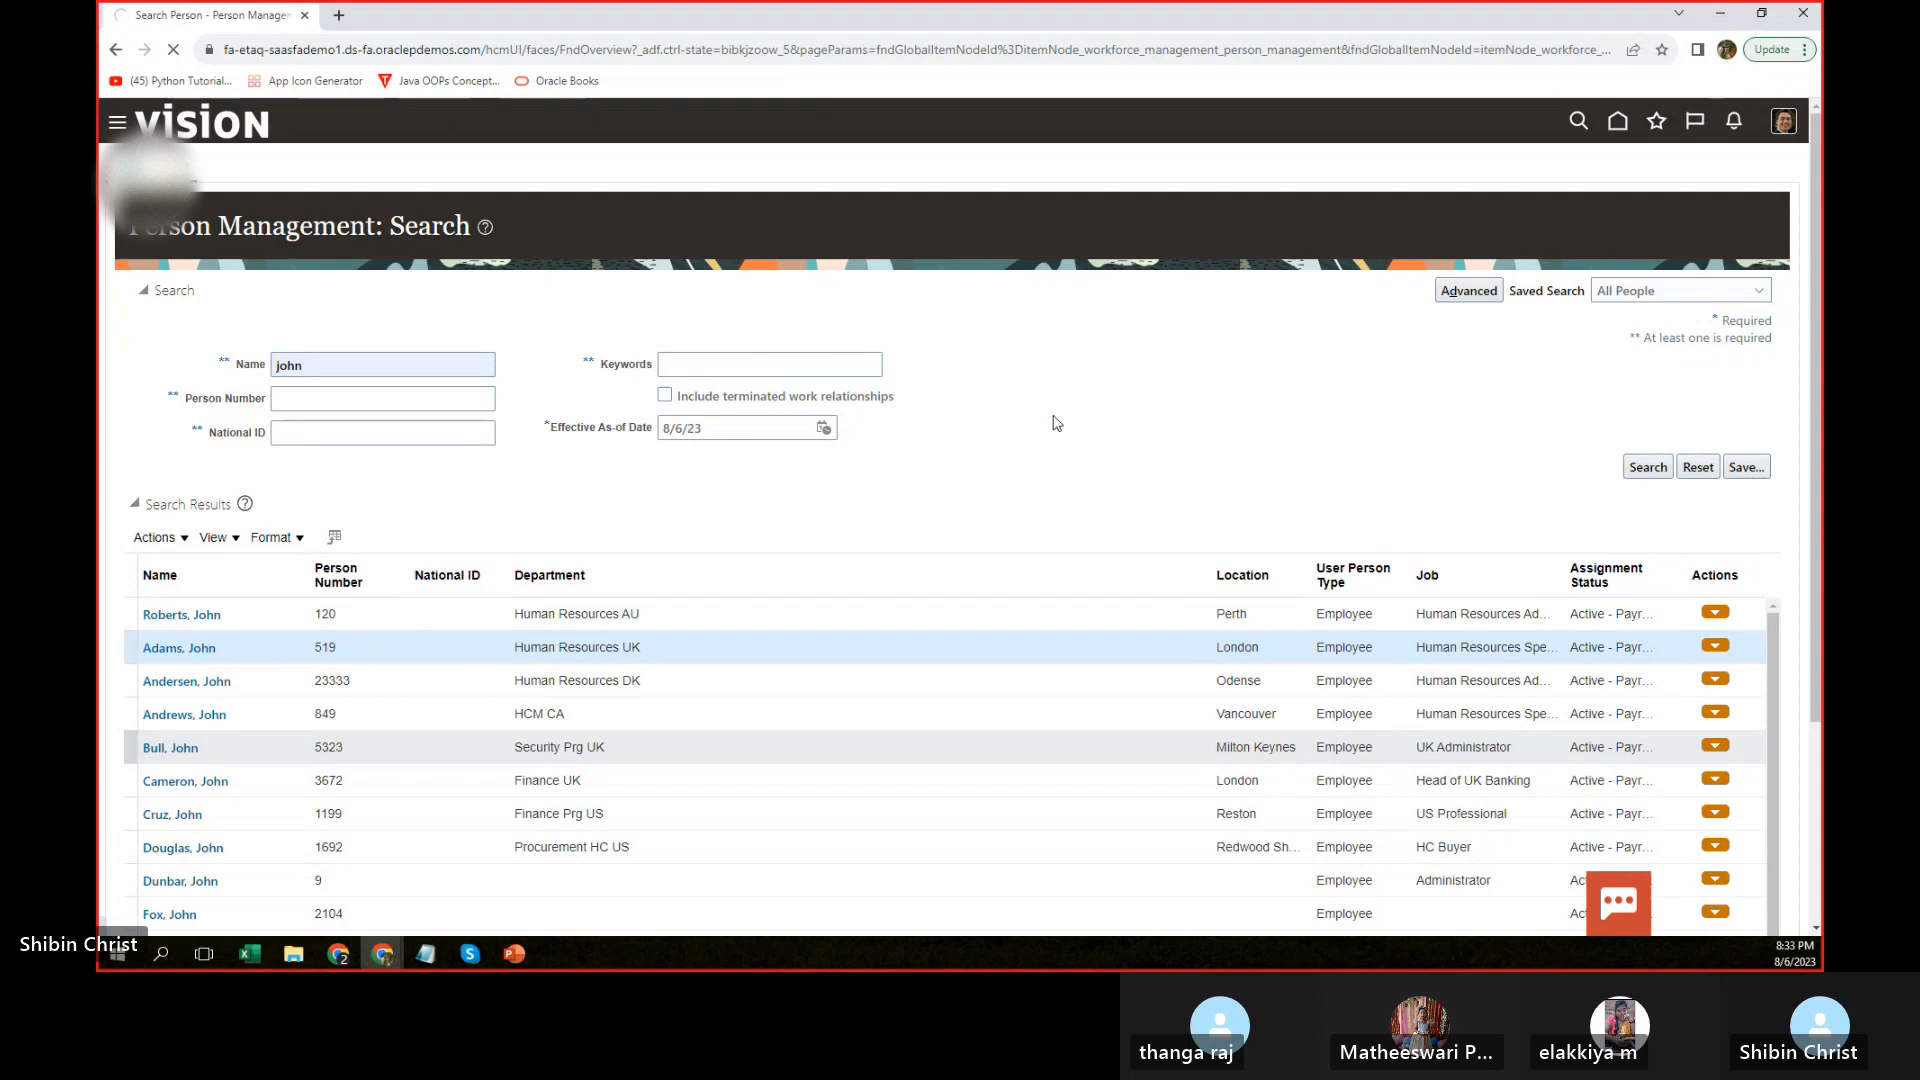 Search Person - Person Managem
fa-etaq-saasfademo1.ds-fa.oraclepdemos.com/hcmUI/faces/FndOverview?_adf.ctrl-state=bibkjzoow_5&pageParams=fndGlobalItemNodeId%3DitemNode_workforce_management_person_management&fndGlobalItemNodeId=itemNode_workforce_...
Update
(45) Python Tutorial...
App Icon Generator
Java OOPs Concept...
Oracle Books
VISION
Person Management: Search
Search
Advanced
Saved Search
All People
* Required
** At least one is required
** Name
john
** Keywords
** Person Number
Include terminated work relationships
** National ID
*Effective As-of Date
8/6/23
Search
Reset
Save...
Search Results
Actions
View
Format
Name Person Number National ID Department Location User Person Type Job Assignment Status Actions
Roberts, John 120 Human Resources AU Perth Employee Human Resources Ad... Active - Payr...
Adams, John 519 Human Resources UK London Employee Human Resources Spe... Active - Payr...
Andersen, John 23333 Human Resources DK Odense Employee Human Resources Ad... Active - Payr...
Andrews, John 849 HCM CA Vancouver Employee Human Resources Spe... Active - Payr...
Bull, John 5323 Security Prg UK Milton Keynes Employee UK Administrator Active - Payr...
Cameron, John 3672 Finance UK London Employee Head of UK Banking Active - Payr...
Cruz, John 1199 Finance Prg US Reston Employee US Professional Active - Payr...
Douglas, John 1692 Procurement HC US Redwood Sh... Employee HC Buyer Active - Payr...
Dunbar, John 9 Employee Administrator Ac
Fox, John 2104 Employee Ac
Shibin Christ
2
8:33 PM
8/6/2023
thanga raj
Matheeswari P...
elakkiya m
Shibin Christ